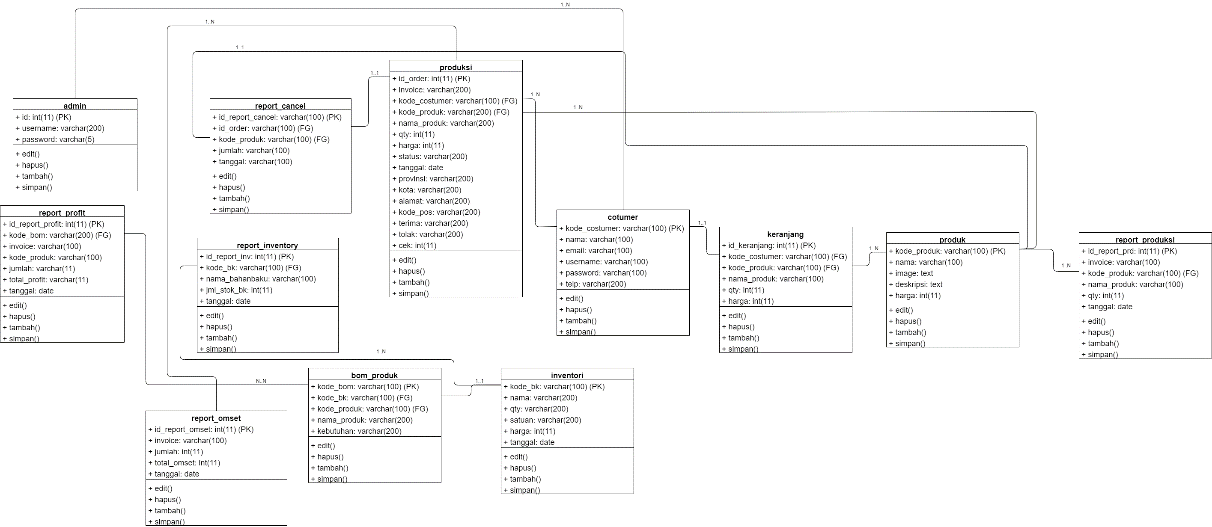 1..N
1..N
1..1
produksi
+ id_order: int(11) (PK)
+ invoice: varchar(200)
+ kode_costumer: varchar(100) (FG)
+ kode_produk: varchar(200) (FG)
+ nama_produk: varchar(200)
+ qty: int(11)
+ harga: int(11)
+ status: varchar(200)
+ tanggal: date
+ provinsi: varchar(200)
+ kota: varchar(200)
+ alamat: varchar(200)
+ kode_pos: varchar(200)
+ terima: varchar(200)
+ tolak: varchar(200)
+ cek: int(11)
+ edit()
+ hapus()
+ tambah()
+ simpan()
1..1
1..N
1..N
admin
+ id: int(11) (PK)
+ username: varchar(200)
+ password: varchar(5)
+ edit()
+ hapus()
+ tambah()
+ simpan()
report_cancel
+ id_report_cancel: varchar(100) (PK)
+ id_order: varchar(100) (FG)
+ kode_produk: varchar(100) (FG)
+ jumlah: varchar(100)
+ tanggal: varchar(100)
+ edit()
+ hapus()
+ tambah()
+ simpan()
report_profit
+ id_report_profit: int(11) (PK)
+ kode_bom: varchar(200) (FG)
+ invoice: varchar(100)
+ kode_produk: varchar(100)
+ jumlah: varchar(11)
+ total_profit: varchar(11)
+ tanggal: date
+ edit()
+ hapus()
+ tambah()
+ simpan()
report_inventory
+ id_report_inv: int(11) (PK)
+ kode_bk: varchar(100) (FG)
+ nama_bahanbaku: varchar(100)
+ jml_stok_bk: int(11)
+ tanggal: date
+ edit()
+ hapus()
+ tambah()
+ simpan()
cotumer
+ kode_costumer: varchar(100) (PK)
+ nama: varchar(100)
+ email: varchar(100)
+ username: varchar(100)
+ password: varchar(100)
+ telp: varchar(200)
+ edit()
+ hapus()
+ tambah()
+ simpan()
1..1
keranjang
+ id_keranjang: int(11) (PK)
+ kode_costumer: varchar(100) (FG)
+ kode_produk: varchar(100) (FG)
+ nama_produk: varchar(100)
+ qty: int(11)
+ harga: int(11)
+ edit()
+ hapus()
+ tambah()
+ simpan()
1..N
produk
+ kode_produk: varchar(100) (PK)
+ nama: varchar(100)
+ image: text
+ deskripsi: text
+ harga: int(11)
+ edit()
+ hapus()
+ tambah()
+ simpan()
1..N
report_produksi
+ id_report_prd: int(11) (PK)
+ invoice: varchar(100)
+ kode_produk: varchar(100) (FG)
+ nama_produk: varchar(100)
+ qty: int(11)
+ tanggal: date
+ edit()
+ hapus()
+ tambah()
+ simpan()
1..N
N..N
bom_produk
+ kode_bom: varchar(100) (PK)
+ kode_bk: varchar(100) (FG)
+ kode_produk: varchar(100) (FG)
+ nama_produk: varchar(200)
+ kebutuhan: varchar(200)
+ edit()
+ hapus()
+ tambah()
+ simpan()
1..1
inventori
+ kode_bk: varchar(100) (PK)
+ nama: varchar(200)
+ qty: varchar(200)
+ satuan: varchar(200)
+ harga: int(11)
+ tanggal: date
+ edit()
+ hapus()
+ tambah()
+ simpan()
report_omset
+ id_report_omset: int(11) (PK)
+ invoice: varchar(100)
+ jumlah: int(11)
+ total_omset: int(11)
+ tanggal: date
+ edit()
+ hapus()
+ tambah()
+ simpan()